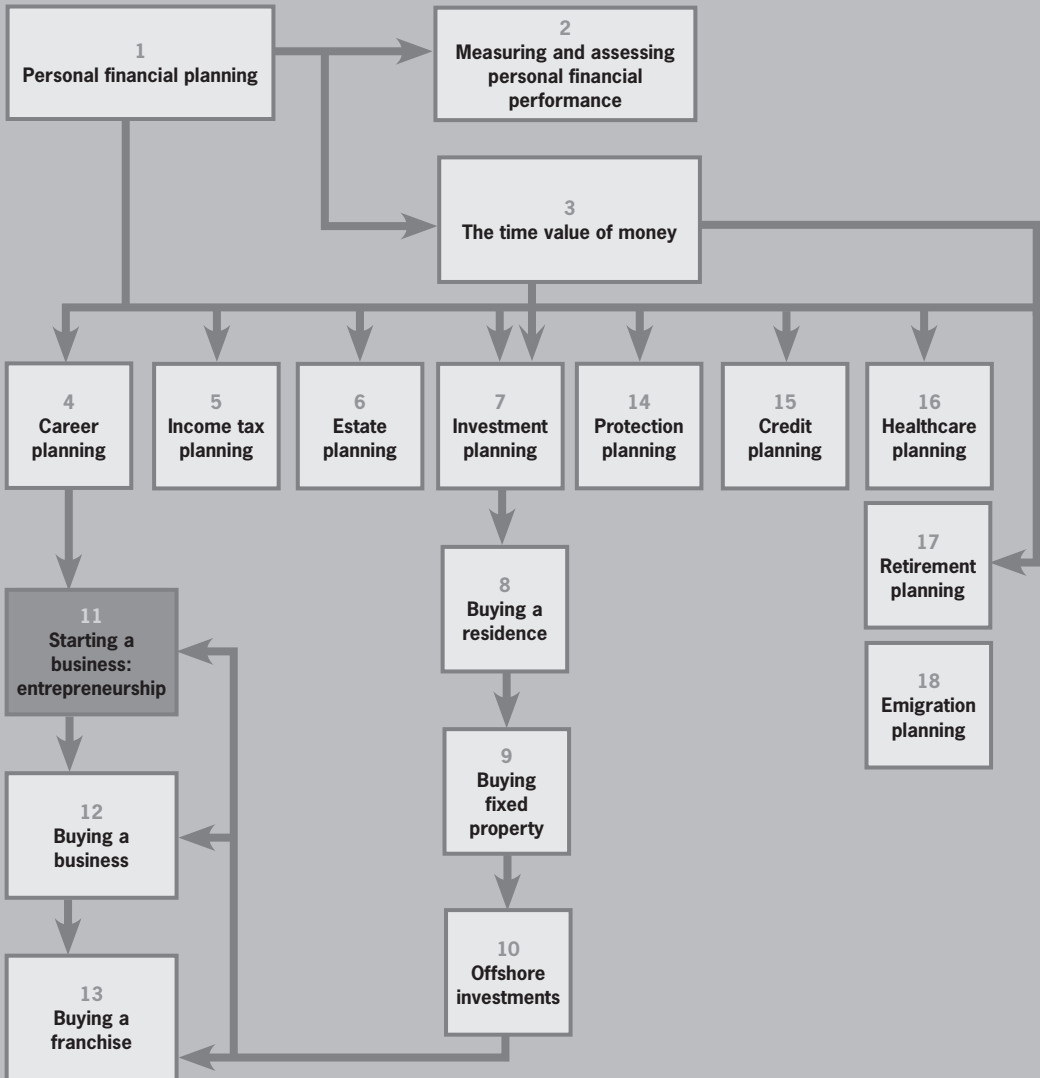 1
Personal financial planning
2
Measuring and assessing
personal financial
performance
3
The time value of money
4
Career
planning
5
Income tax
planning
6
Estate
planning
7
Investment
planning
14
Protection
planning
15
Credit
planning
16
Healthcare
planning
17
Retirement
planning
18
Emigration
planning
8
Buying a
residence
9
Buying
fixed
property
10
Offshore
investments
11
Starting a
business:
entrepreneurship
12
Buying a
business
13
Buying a
franchise